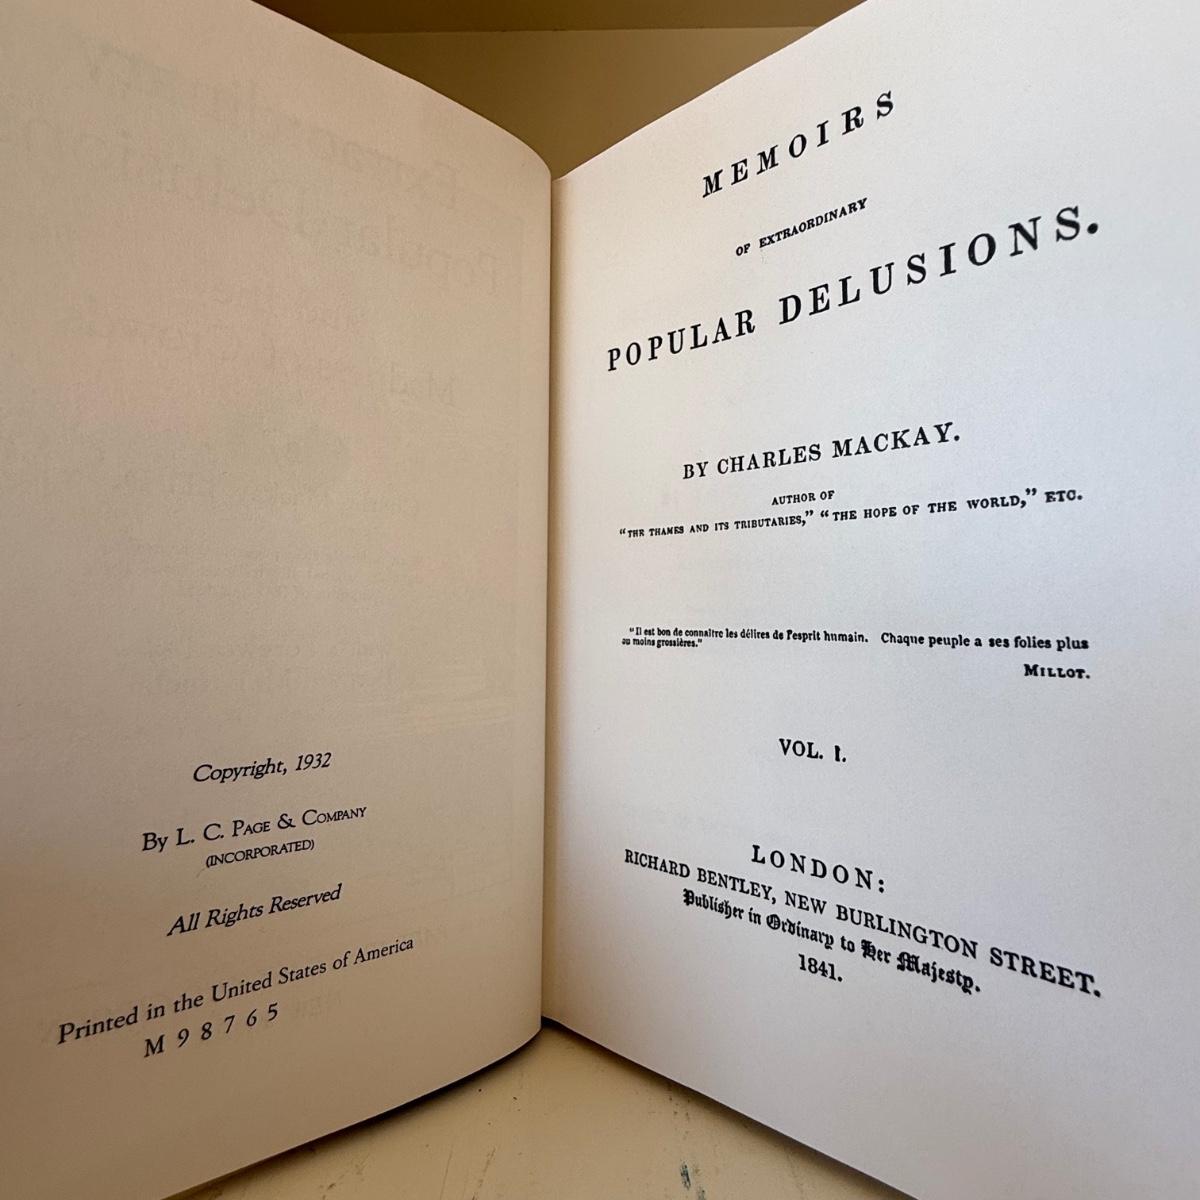 Copyright, 1932
By L. C. PAGE & COMPANY
(INCORPORATED)
All Rights Reserved
Printed in the United States of America
M 9 8 7 6 5
MEMOIRS
OF EXTRAORDINARY
POPULAR DELUSIONS.
BY CHARLES MACKAY.
AUTHOR OF
“THE THAMES AND ITS TRIBUTARIES,” “THE HOPE OF THE WORLD,” ETC.
“Il est bon de connaître les délires de l'esprit humain. Chaque peuple a ses folies plus
ou moins grossières.”
MILLOT.
VOL. I.
LONDON:
RICHARD BENTLEY, NEW BURLINGTON STREET.
Publisher in Ordinary to Her Majesty.
1841.